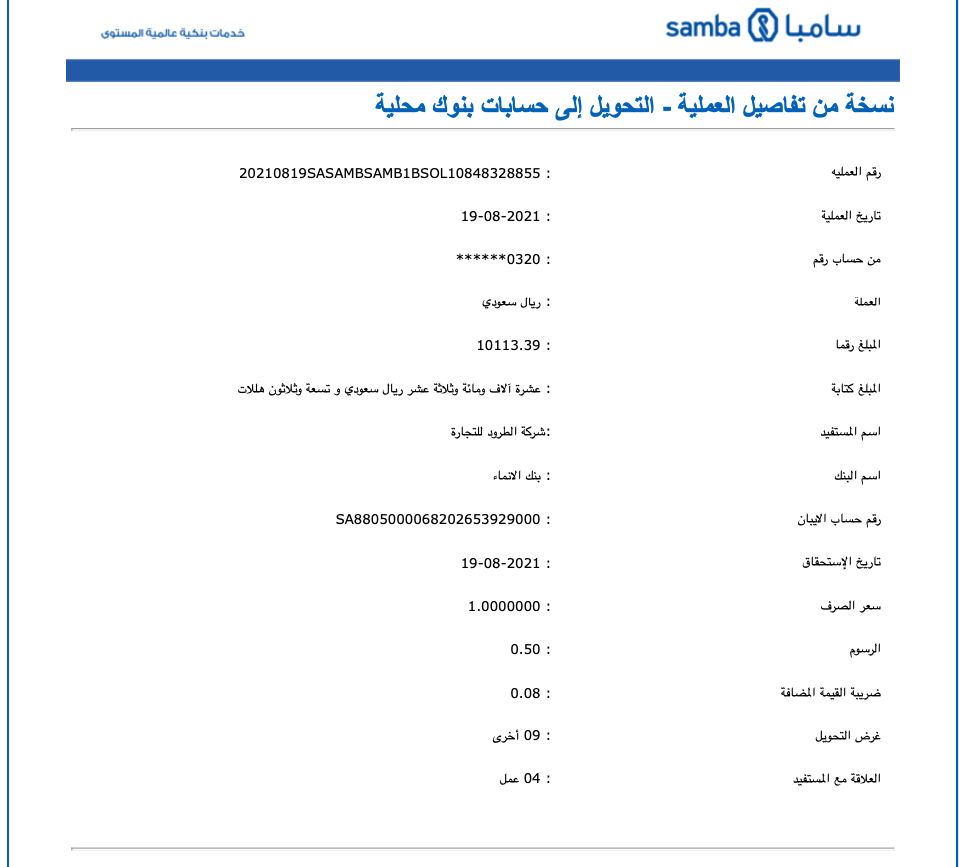 samba سامبا
خدمات بنكية عالمية المستوى
نسخة من تفاصيل العملية - التحويل إلى حسابات بنوك محلية
رقم العمليه : 20210819SASAMBSAMB1BSOL10848328855
تاريخ العملية : 19-08-2021
من حساب رقم : ******0320
العملة : ريال سعودي
المبلغ رقما : 10113.39
المبلغ كتابة : عشرة آلاف ومائة وثلاثة عشر ريال سعودي و تسعة وثلاثون هللات
اسم المستفيد :شركة الطرود للتجارة
اسم البنك : بنك الانماء
رقم حساب الايبان : SA8805000068202653929000
تاريخ الإستحقاق : 19-08-2021
سعر الصرف : 1.0000000
الرسوم : 0.50
ضريبة القيمة المضافة : 0.08
غرض التحويل : 09 أخرى
العلاقة مع المستفيد : 04 عمل